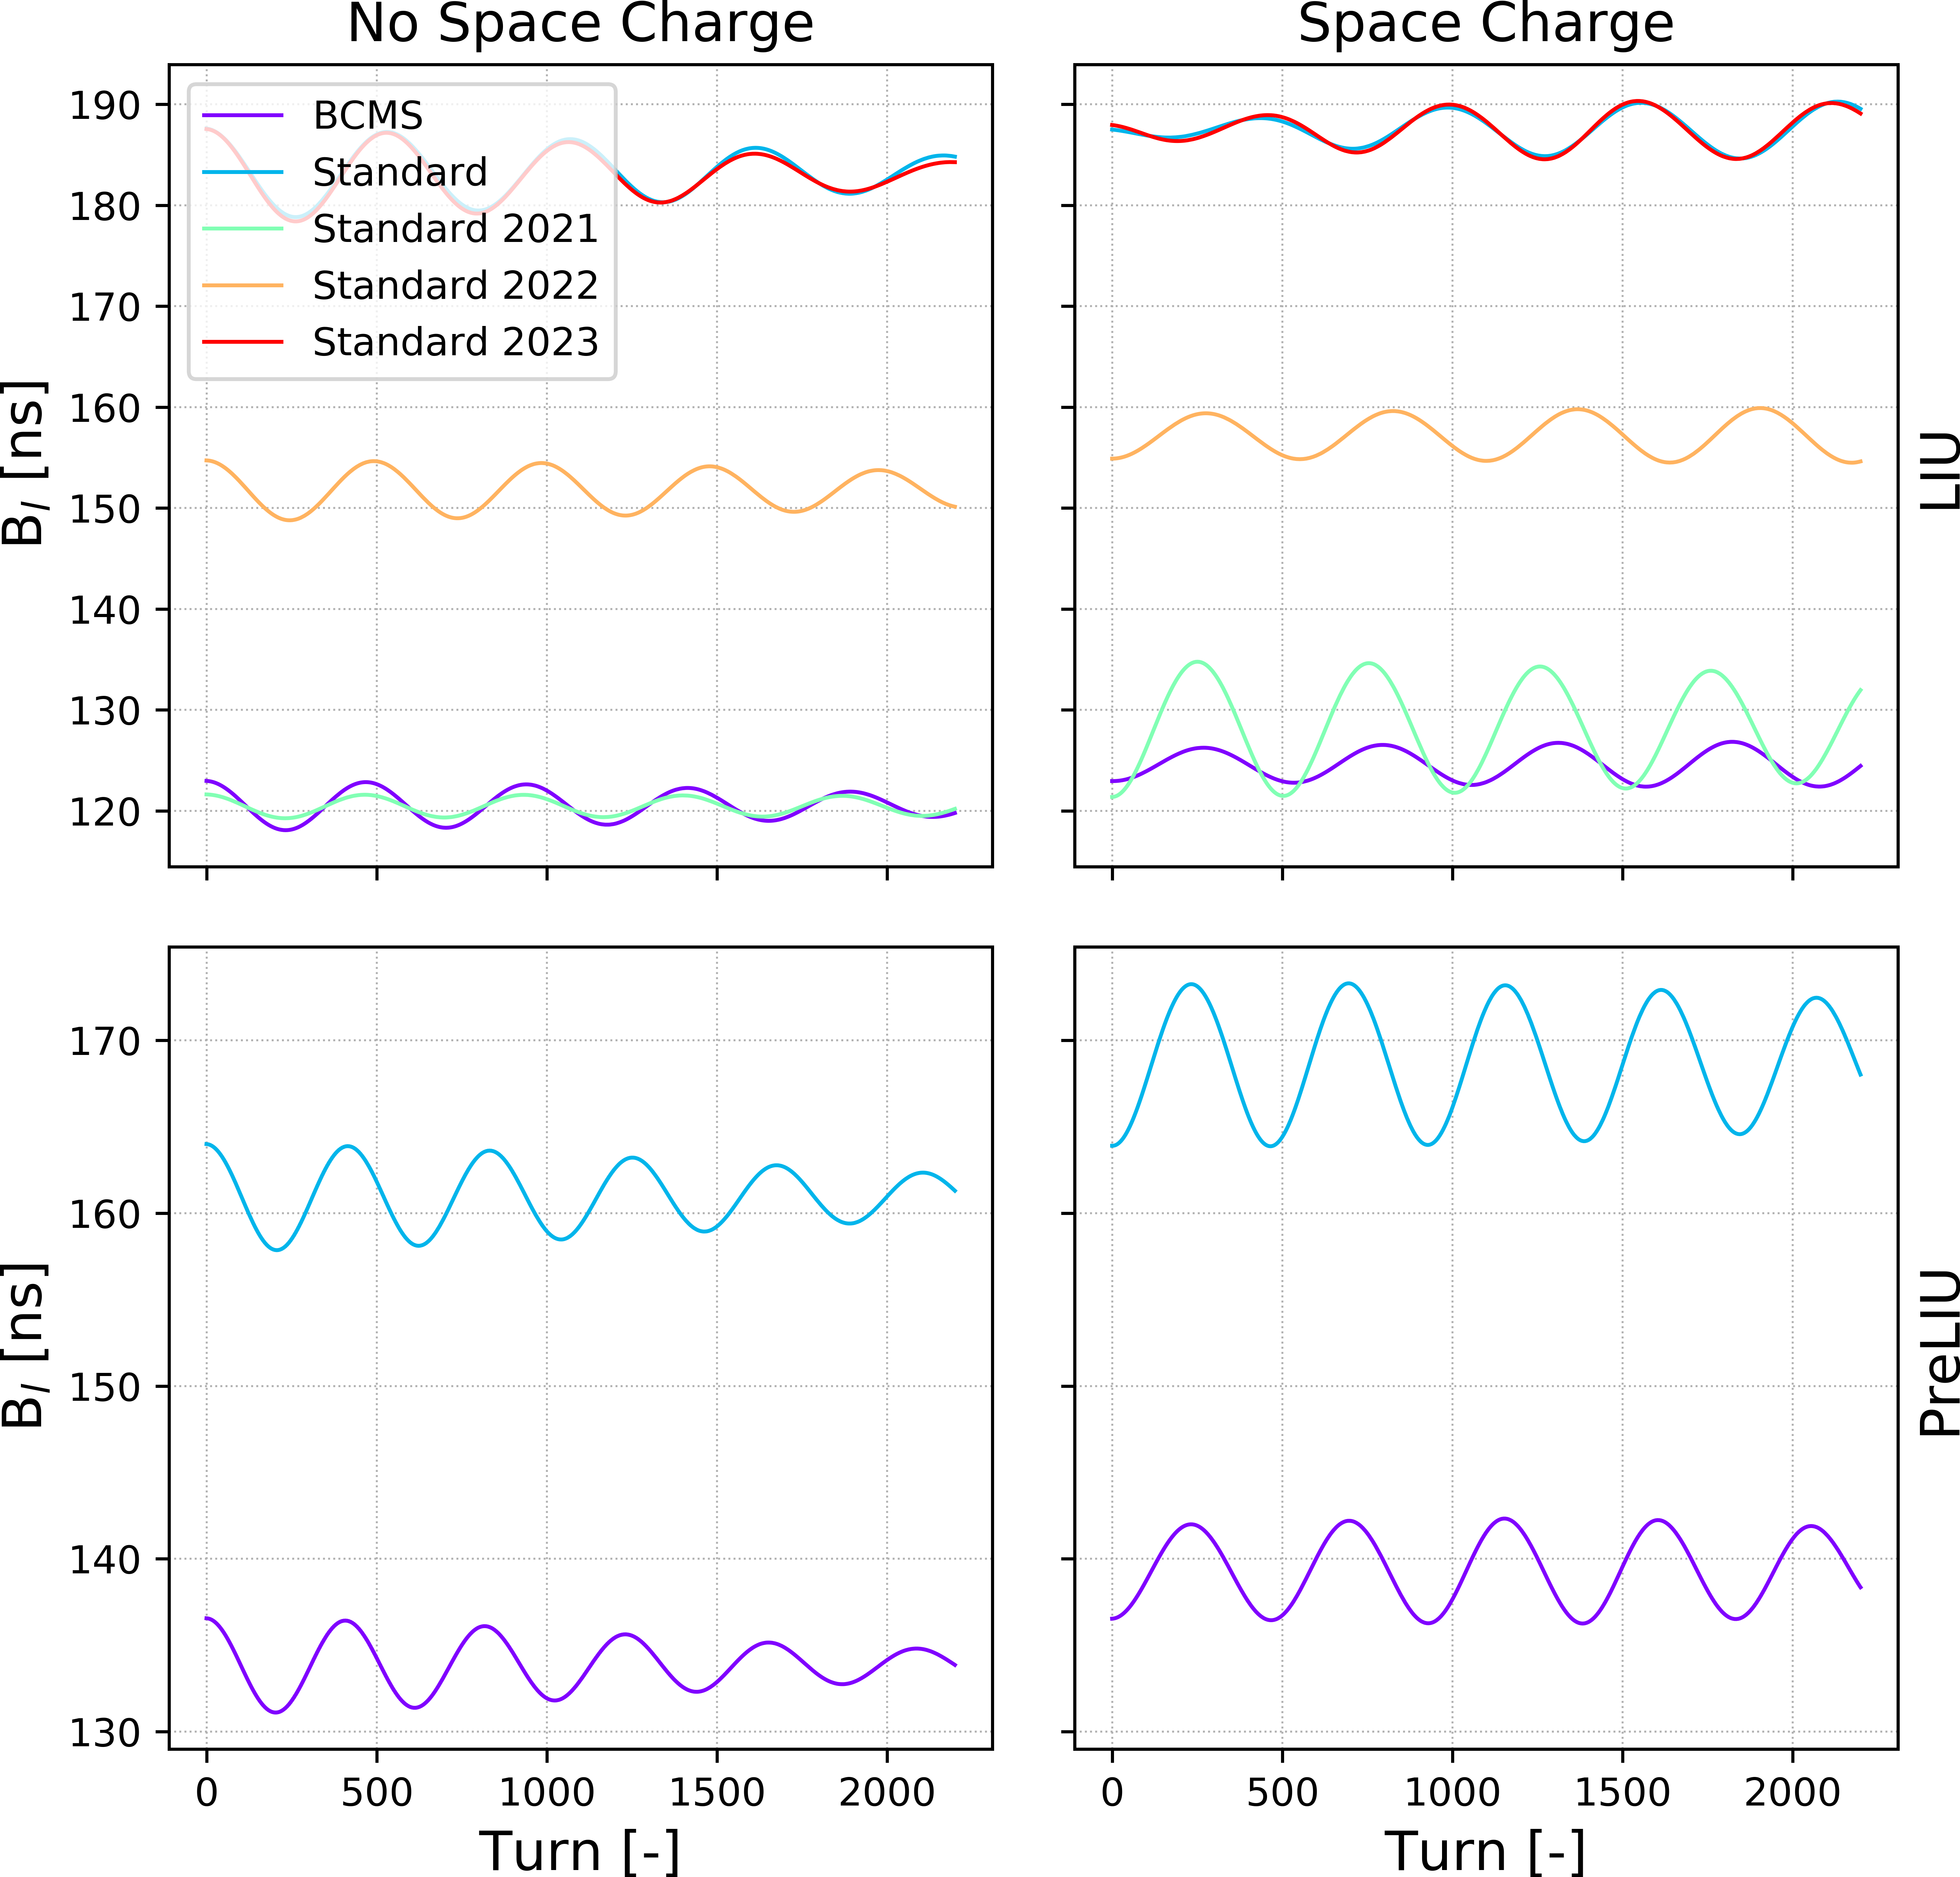 No Space Charge
Space Charge
BCMS
Standard
Standard 2021
Standard 2022
Standard 2023
190
180
170
160
150
140
130
120
B_l [ns]
LIU
170
160
150
140
130
B_l [ns]
PreLIU
0 500 1000 1500 2000
0 500 1000 1500 2000
Turn [-]
Turn [-]